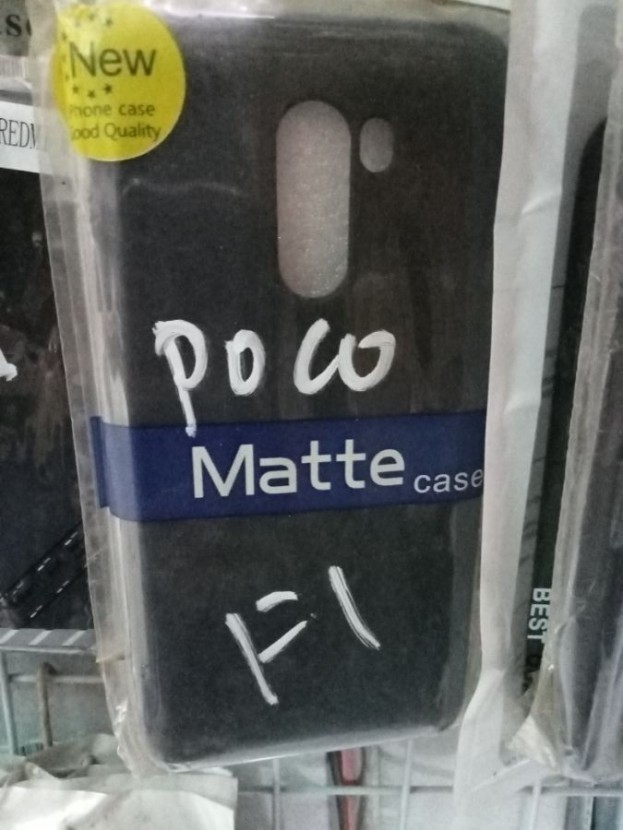 New
Phone case
Good Quality
REDM
POCO
Matte case
F1
BEST